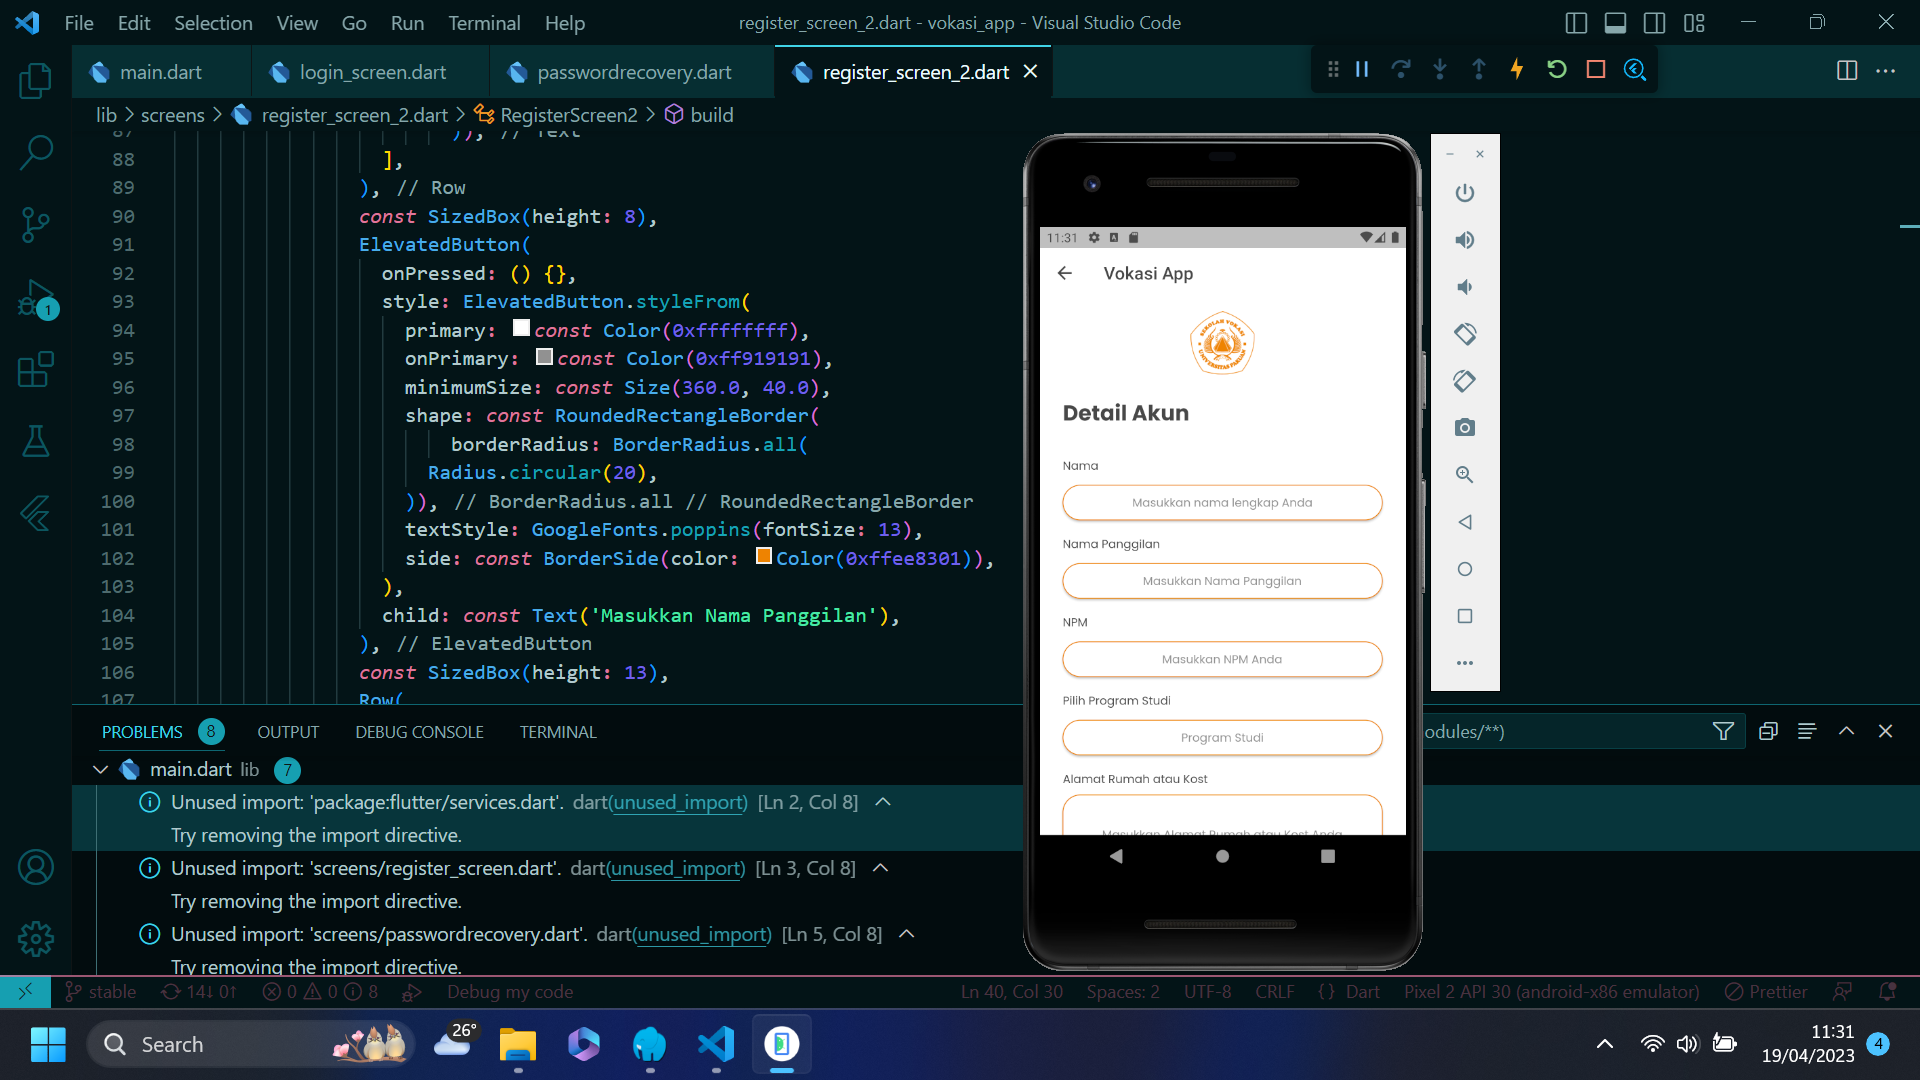 File Edit Selection View Go Run Terminal Help
register_screen_2.dart - vokasi_app - Visual Studio Code
main.dart
login_screen.dart
passwordrecovery.dart
register_screen_2.dart
lib > screens > register_screen_2.dart > RegisterScreen2 > build
87 )), // Text
88 ],
89 ), // Row
90 const SizedBox(height: 8),
91 ElevatedButton(
92 onPressed: () {},
93 style: ElevatedButton.styleFrom(
94 primary: const Color(0xffffffff),
95 onPrimary: const Color(0xff919191),
96 minimumSize: const Size(360.0, 40.0),
97 shape: const RoundedRectangleBorder(
98 borderRadius: BorderRadius.all(
99 Radius.circular(20),
100 )), // BorderRadius.all // RoundedRectangleBorder
101 textStyle: GoogleFonts.poppins(fontSize: 13),
102 side: const BorderSide(color: Color(0xffee8301)),
103 ),
104 child: const Text('Masukkan Nama Panggilan'),
105 ), // ElevatedButton
106 const SizedBox(height: 13),
107 Row(
11:31
Vokasi App
SEKOLAH VOKASI
UNIVERSITAS PAKUAN
Detail Akun
Nama
Masukkan nama lengkap Anda
Nama Panggilan
Masukkan Nama Panggilan
NPM
Masukkan NPM Anda
Pilih Program Studi
Program Studi
Alamat Rumah atau Kost
Masukkan Alamat Rumah atau Kost Anda
PROBLEMS 8 OUTPUT DEBUG CONSOLE TERMINAL
odules/**)
main.dart lib 7
Unused import: 'package:flutter/services.dart'. dart(unused_import) [Ln 2, Col 8]
Try removing the import directive.
Unused import: 'screens/register_screen.dart'. dart(unused_import) [Ln 3, Col 8]
Try removing the import directive.
Unused import: 'screens/passwordrecovery.dart'. dart(unused_import) [Ln 5, Col 8]
Try removing the import directive.
1
stable 14↓ 0↑ 0 0 8 Debug my code Ln 40, Col 30 Spaces: 2 UTF-8 CRLF {} Dart Pixel 2 API 30 (android-x86 emulator) Prettier
Search
26°
11:31
19/04/2023
4